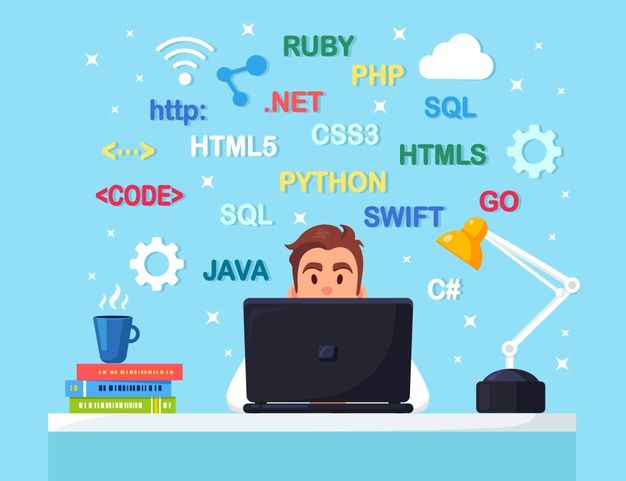 RUBY
PHP
.NET
http:
SQL
CSS3
HTML5
HTMLS
<···>
PYTHON
<CODE>
GO
SQL
SWIFT
JAVA
C#